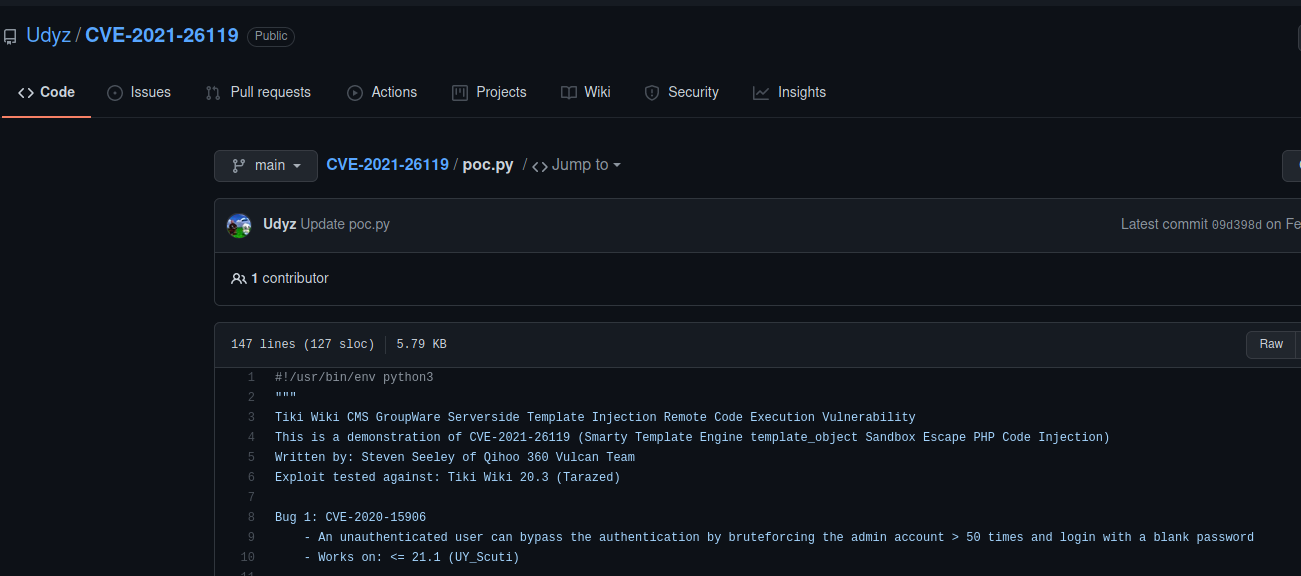 Udyz / CVE-2021-26119 Public
Code Issues Pull requests Actions Projects Wiki Security Insights
main CVE-2021-26119 / poc.py / Jump to
Udyz Update poc.py Latest commit 09d398d on Fe
1 contributor
147 lines (127 sloc) 5.79 KB Raw
1 #!/usr/bin/env python3
2 """
3 Tiki Wiki CMS GroupWare Serverside Template Injection Remote Code Execution Vulnerability
4 This is a demonstration of CVE-2021-26119 (Smarty Template Engine template_object Sandbox Escape PHP Code Injection)
5 Written by: Steven Seeley of Qihoo 360 Vulcan Team
6 Exploit tested against: Tiki Wiki 20.3 (Tarazed)
7
8 Bug 1: CVE-2020-15906
9 - An unauthenticated user can bypass the authentication by bruteforcing the admin account > 50 times and login with a blank password
10 - Works on: <= 21.1 (UY_Scuti)
11